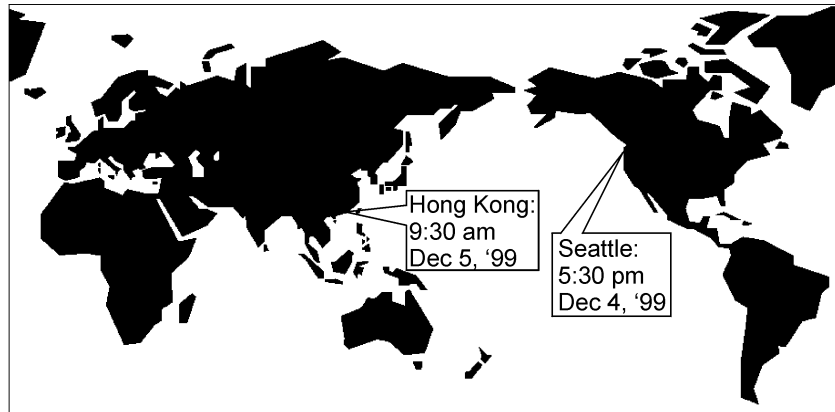 Hong Kong:
9:30 am
Dec 5, ‘99
Seattle:
5:30 pm
Dec 4, ‘99